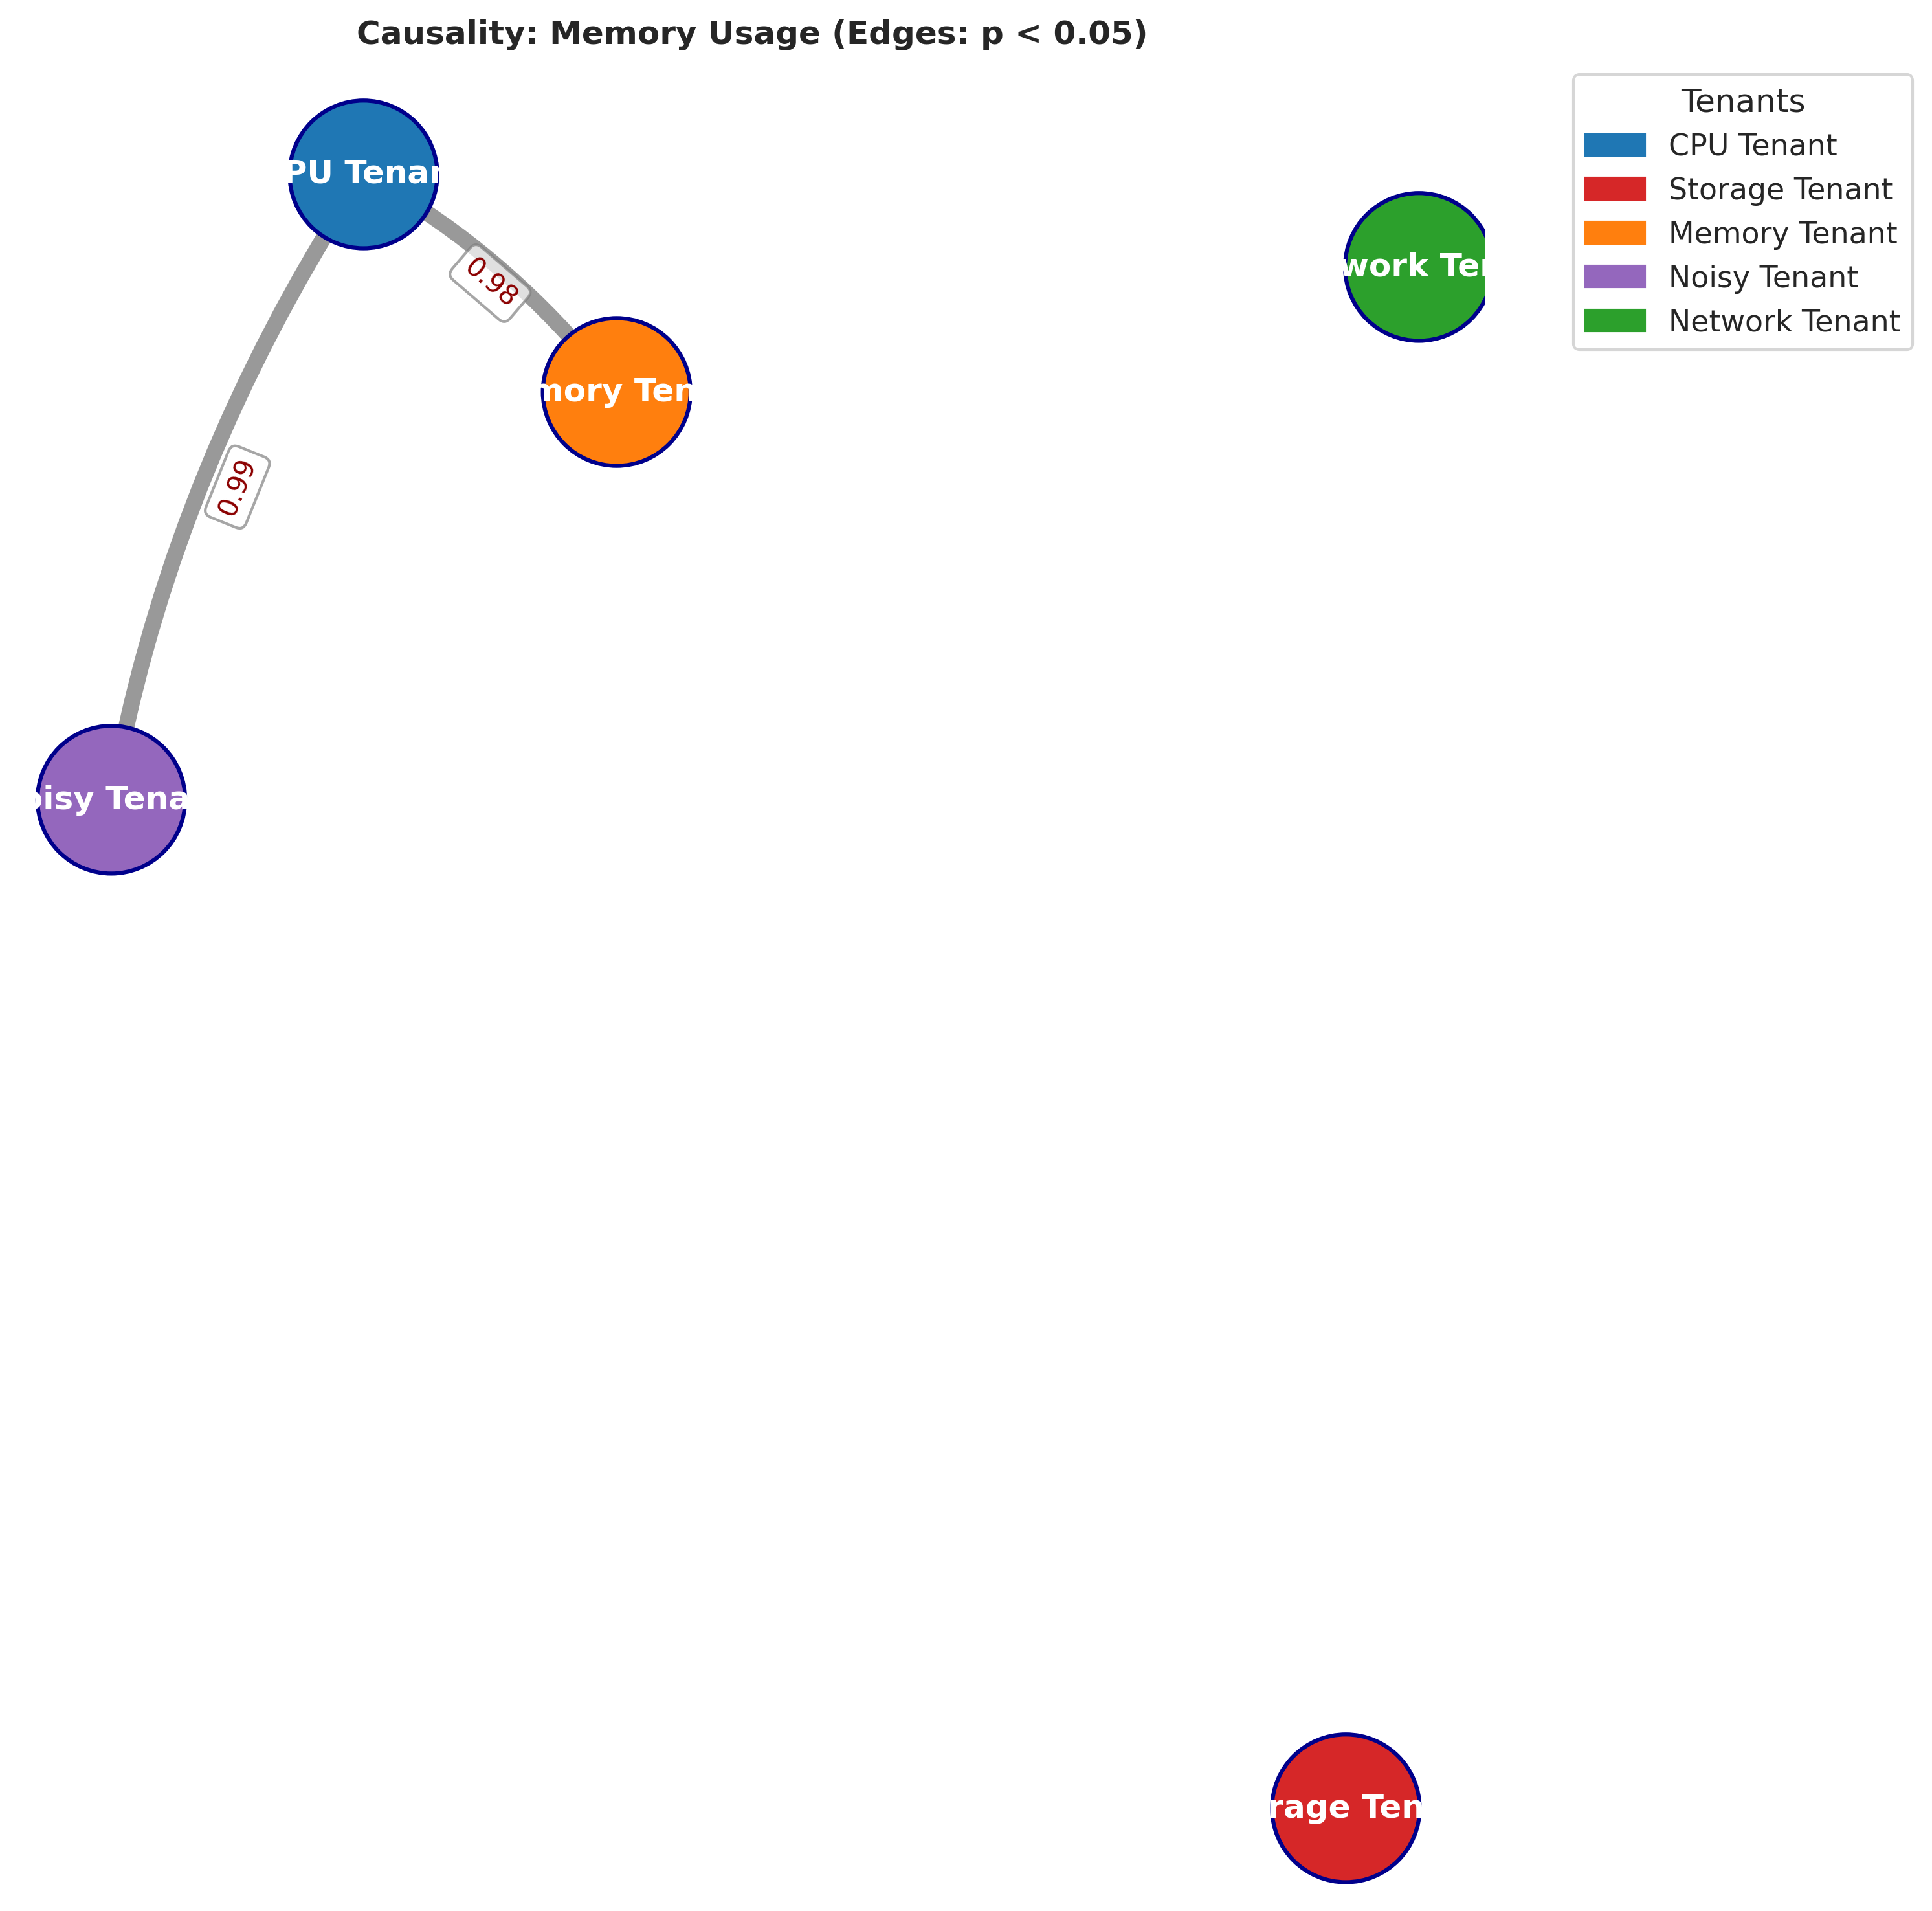 Causality: Memory Usage (Edges: p < 0.05)
Tenants
CPU Tenant
Storage Tenant
Memory Tenant
Noisy Tenant
Network Tenant
PU Tenan
work Ten
0.98
mory Ten
0.99
oisy Tena
rage Ten